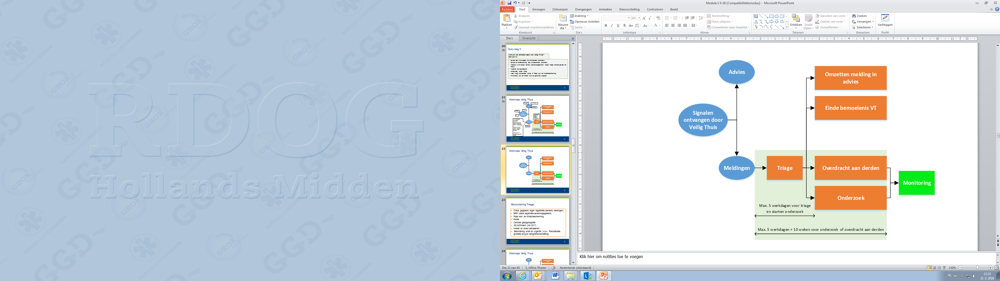 RDOG
Hollands Midden
Module 1 0-18 [Compatibiliteitsmodus] - Microsoft PowerPoint
Bestand Start Invoegen Ontwerpen Overgangen Animaties Diavoorstelling Controleren Beeld
Plakken
Knippen
Kopiëren
Opmaak kopiëren/plakken
Klembord
Nieuwe
dia
Indeling
Opnieuw instellen
Sectie
Dia's
10+
Lettertype
Tekstrichting
Tekst uitlijnen
Converteren naar SmartArt
Alinea
Schikken
Snelle
stijlen
Opvullen van vorm
Omtrek van vorm
Vormeffecten
Tekenen
Zoeken
Vervangen
Selecteren
Bewerken
Vastleggen
Profit
Dia's Overzicht
20
Quizvraag 5.
Wat zijn de wettelijke taken van Veilig Thuis?
21
Werkwijze Veilig Thuis
22
Werkwijze Veilig Thuis
23
Beoordeling Triage:
- Check gegevens eigen registratie (eerdere meldingen)
- BRP (basis registratie persoonsgegevens)
- Raad voor de Kinderbescherming
- Politie
- Centraal gezagsregister
- JEUGDMatch (miv 2017)
- Melder en direct betrokkenen
- Beoordeling ernst en urgentie ( o.b.v. Risicotaxatie,
grootste zorg en veiligheidsinschatting)
24
Werkwijze Veilig Thuis
Advies
Signalen
ontvangen door
Veilig Thuis
Meldingen
Triage
Omzetten melding in
advies
Einde bemoeienis VT
Overdracht aan derden
Onderzoek
Monitoring
Max. 5 werkdagen voor triage
en starten onderzoek
Max. 5 werkdagen + 10 weken voor onderzoek of overdracht aan derden
Klik hier om notities toe te voegen
Dia 22 van 45 '2_Office Theme' Nederlands (standaard)
150%
NL
15:33
21-2-2018